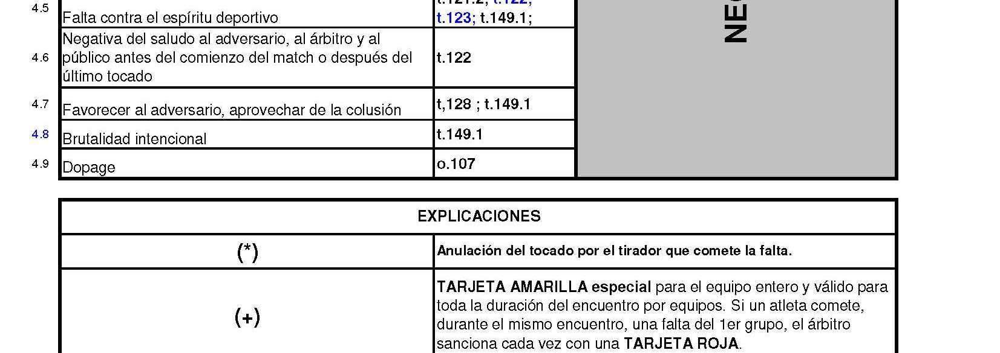 4.5
Falta contra el espíritu deportivo
t.123; t.149.1;
4.6
Negativa del saludo al adversario, al árbitro y al
público antes del comienzo del match o después del
último tocado
t.122
4.7
Favorecer al adversario, aprovechar de la colusión
t,128 ; t.149.1
4.8
Brutalidad intencional
t.149.1
4.9
Dopage
o.107
EXPLICACIONES
(*)
Anulación del tocado por el tirador que comete la falta.
(+)
TARJETA AMARILLA especial para el equipo entero y válido para
toda la duración del encuentro por equipos. Si un atleta comete,
durante el mismo encuentro, una falta del 1er grupo, el árbitro
sanciona cada vez con una TARJETA ROJA.